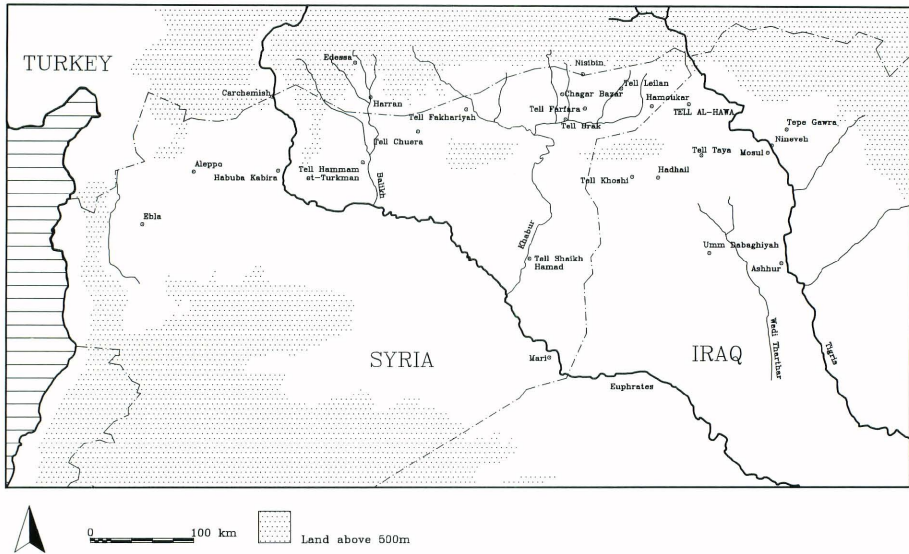 TURKEY
Edessa
Nisibin
Carchemish
Harran
Chagar Bazar
Tell Leilan
Tell Fakhariyah
Tell Farfara
Hamoukar
TELL AL-HAWA
Tell Brak
Tepe Gawra
Tell Chuera
Nineveh
Aleppo
Habuba Kabira
Tell Hammam
et-Turkman
Balikh
Tell Taya
Mosul
Tell Khoshi
Hadhail
Ebla
Khabur
Tell Shaikh
Hamad
Umm Dabaghiyah
Ashhur
SYRIA
Mari
IRAQ
Wadi Tharthar
Tigris
Euphrates
0 100 km
Land above 500m